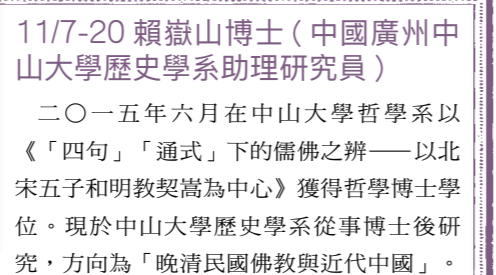 11/7-20 賴嶽山博士（中國廣州中
山大學歷史學系助理研究員）
二〇一五年六月在中山大學哲學系以
《「四句」「通式」下的儒佛之辨——以北
宋五子和明教契嵩為中心》獲得哲學博士學
位。現於中山大學歷史學系從事博士後研
究，方向為「晚清民國佛教與近代中國」。